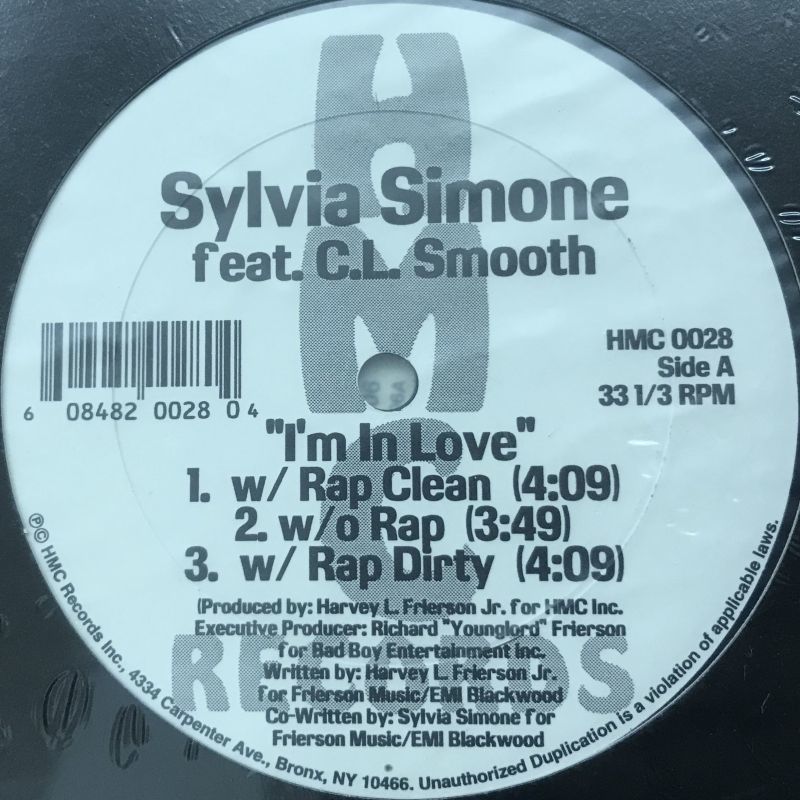 HMC
RECORDS
Sylvia Simone
feat. C.L. Smooth
6 08482 0028 04
HMC 0028
Side A
33 1/3 RPM
"I'm In Love"
1. w/ Rap Clean (4:09)
2. w/o Rap (3:49)
3. w/ Rap Dirty (4:09)
(Produced by: Harvey L. Frierson Jr. for HMC Inc.
Executive Producer: Richard "Younglord" Frierson
for Bad Boy Entertainment Inc.
Written by: Harvey L. Frierson Jr.
for Frierson Music/EMI Blackwood
Co-Written by: Sylvia Simone for
Frierson Music/EMI Blackwood
℗© HMC Records Inc., 4334 Carpenter Ave., Bronx, NY 10466. Unauthorized Duplication is a violation of applicable laws.